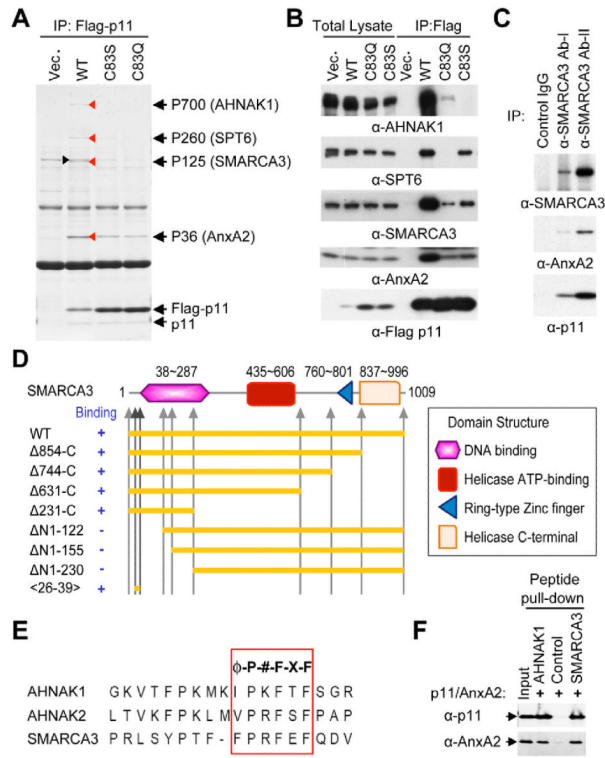 A
IP: Flag-p11
Vec.
WT
C83S
C83Q
P700 (AHNAK1)
P260 (SPT6)
P125 (SMARCA3)
P36 (AnxA2)
Flag-p11
p11
B
Total Lysate
IP:Flag
Vec.
WT
C83Q
C83S
Vec.
WT
C83Q
C83S
α-AHNAK1
α-SPT6
α-SMARCA3
α-AnxA2
α-Flag p11
C
IP:
Control IgG
α-SMARCA3 Ab-I
α-SMARCA3 Ab-II
α-SMARCA3
α-AnxA2
α-p11
D
38~287
435~606
760~801
837~996
SMARCA3
1
1009
Binding
WT +
Δ854-C +
Δ744-C +
Δ631-C +
Δ231-C +
ΔN1-122 -
ΔN1-155 -
ΔN1-230 -
<26-39> +
Domain Structure
DNA binding
Helicase ATP-binding
Ring-type Zinc finger
Helicase C-terminal
E
ϕ-P-#-F-X-F
AHNAK1 G K V T F P K M K I P K F T F S G R
AHNAK2 L T V K F P K L M V P R F S F P A P
SMARCA3 P R L S Y P T F - F P R F E F Q D V
F
Peptide
pull-down
Input
AHNAK1
Control
SMARCA3
p11/AnxA2: + + +
α-p11
α-AnxA2